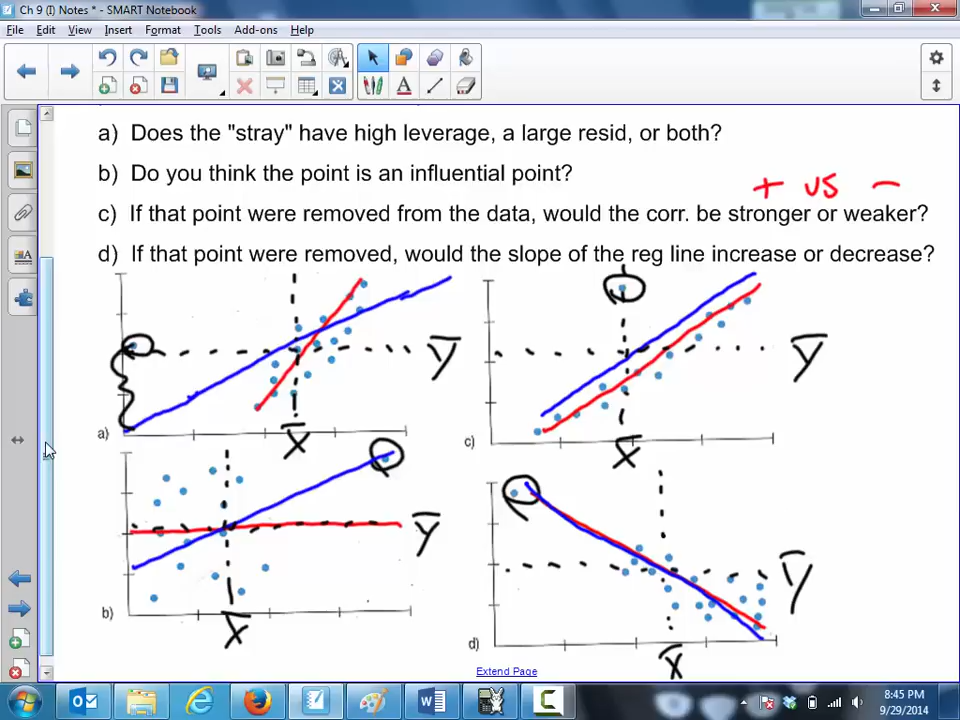 Ch 9 (I) Notes * - SMART Notebook
File Edit View Insert Format Tools Add-ons Help
a) Does the "stray" have high leverage, a large resid, or both?
b) Do you think the point is an influential point?
+ vs -
c) If that point were removed from the data, would the corr. be stronger or weaker?
d) If that point were removed, would the slope of the reg line increase or decrease?
Y
X
a)
Y
X
c)
Y
X
b)
Y
X
d)
Extend Page
8:45 PM
9/29/2014